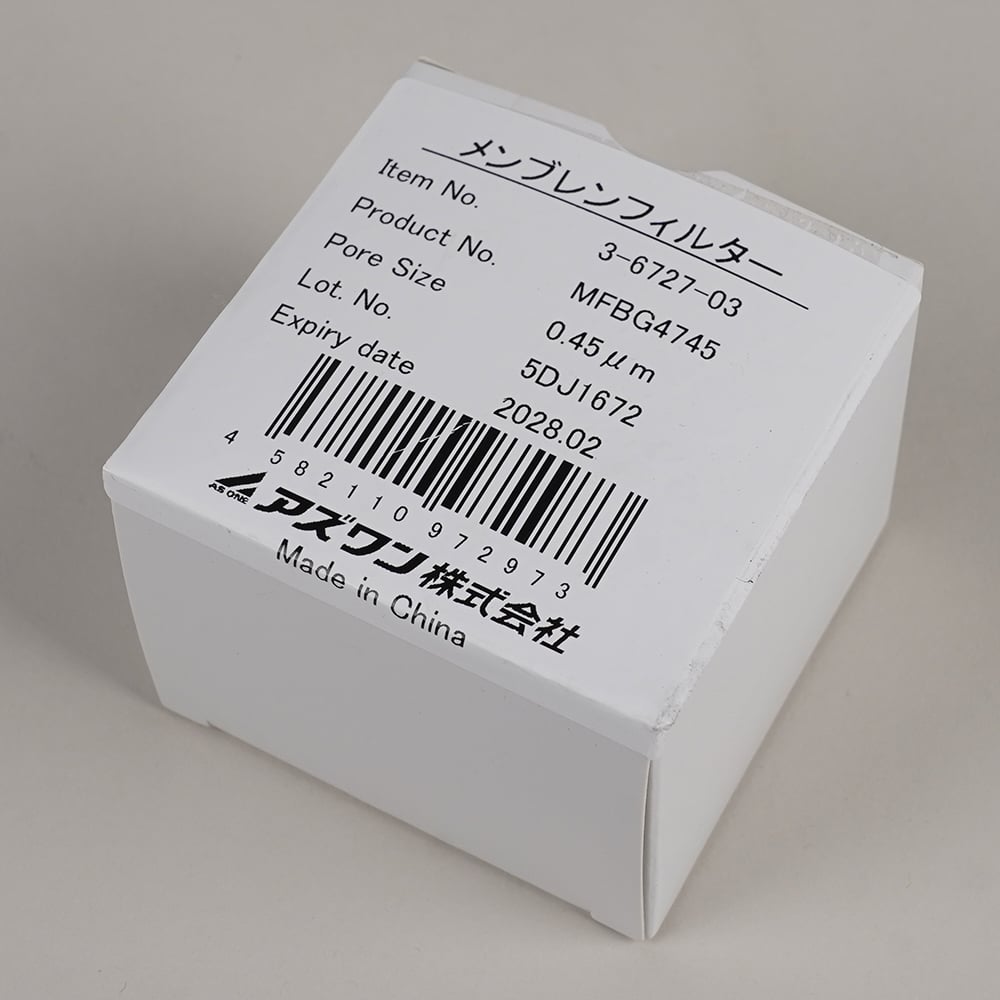 メンブレンフィルター
Item No. 3-6727-03
Product No. MFBG4745
Pore Size 0.45μm
Lot. No. 5DJ1672
Expiry date 2028.02
4 582110 972973
AS ONE アズワン株式会社
Made in China